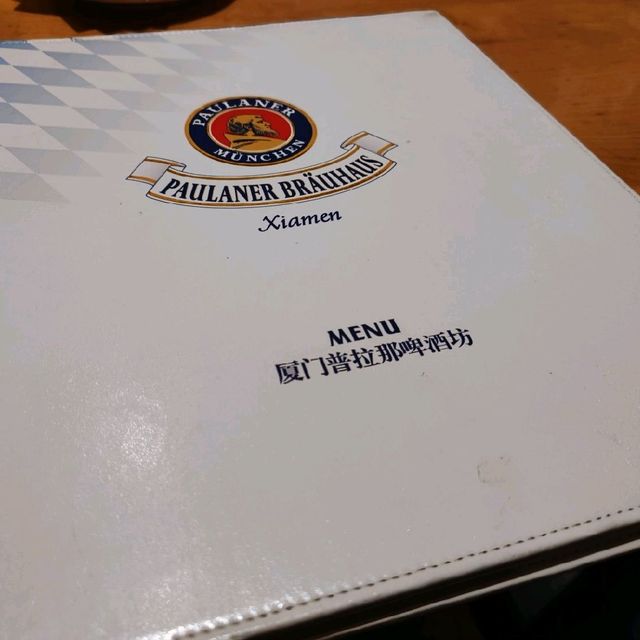 PAULANER
MÜNCHEN
PAULANER BRÄUHAUS
Xiamen
MENU
厦门普拉那啤酒坊